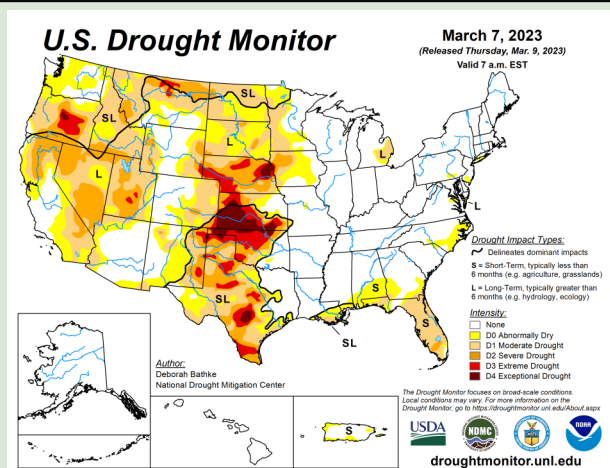 U.S. Drought Monitor
March 7, 2023
(Released Thursday, Mar. 9, 2023)
Valid 7 a.m. EST
SL
SL
L
L
L
L
SL
S
S
SL
S
Drought Impact Types:
Delineates dominant impacts
S = Short-Term, typically less than
6 months (e.g. agriculture, grasslands)
L = Long-Term, typically greater than
6 months (e.g. hydrology, ecology)
Intensity:
None
D0 Abnormally Dry
D1 Moderate Drought
D2 Severe Drought
D3 Extreme Drought
D4 Exceptional Drought
Author:
Deborah Bathke
National Drought Mitigation Center
The Drought Monitor focuses on broad-scale conditions.
Local conditions may vary. For more information on the
Drought Monitor, go to https://droughtmonitor.unl.edu/About.aspx
USDA
NDMC
NOAA
droughtmonitor.unl.edu